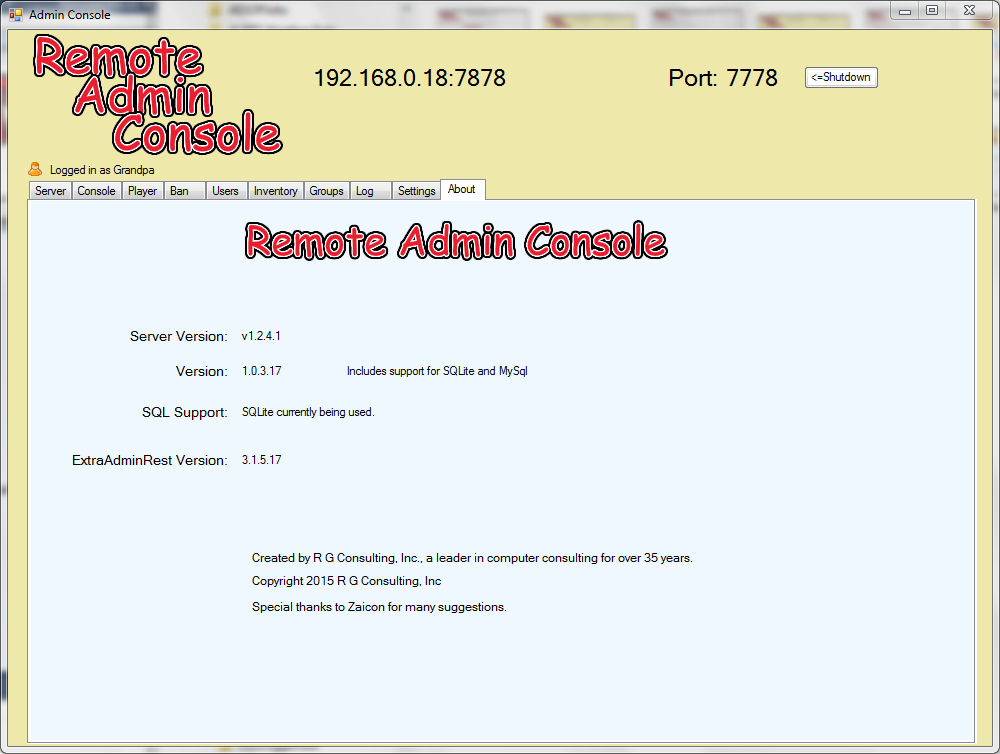 Admin Console
Remote
Admin
Console
192.168.0.18:7878
Port: 7778
<=Shutdown
Logged in as Grandpa
Server Console Player Ban Users Inventory Groups Log Settings About
Remote Admin Console
Server Version: v1.2.4.1
Version: 1.0.3.17 Includes support for SQLite and MySql
SQL Support: SQLite currently being used.
ExtraAdminRest Version: 3.1.5.17
Created by R G Consulting, Inc., a leader in computer consulting for over 35 years.
Copyright 2015 R G Consulting, Inc
Special thanks to Zaicon for many suggestions.